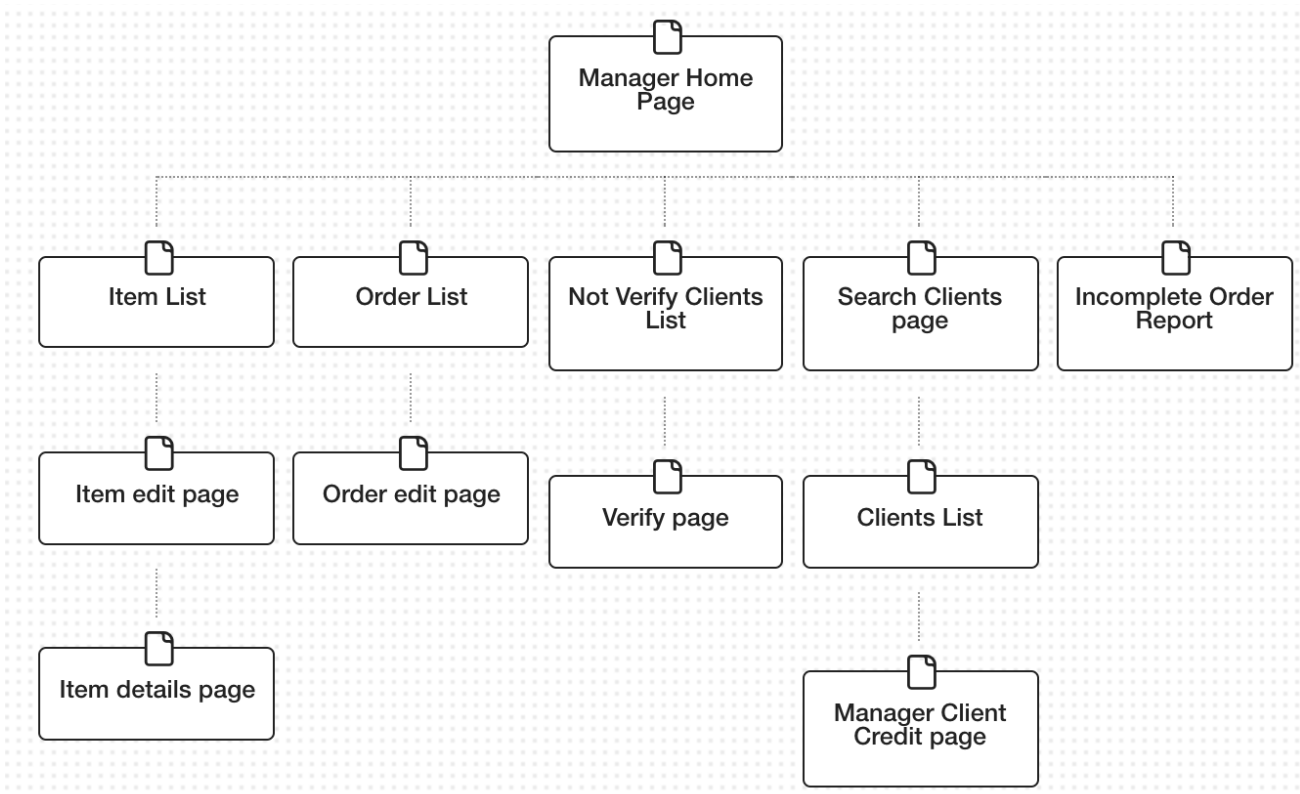 Manager Home
Page
Item List
Order List
Not Verify Clients
List
Search Clients
page
Incomplete Order
Report
Item edit page
Order edit page
Verify page
Clients List
Item details page
Manager Client
Credit page